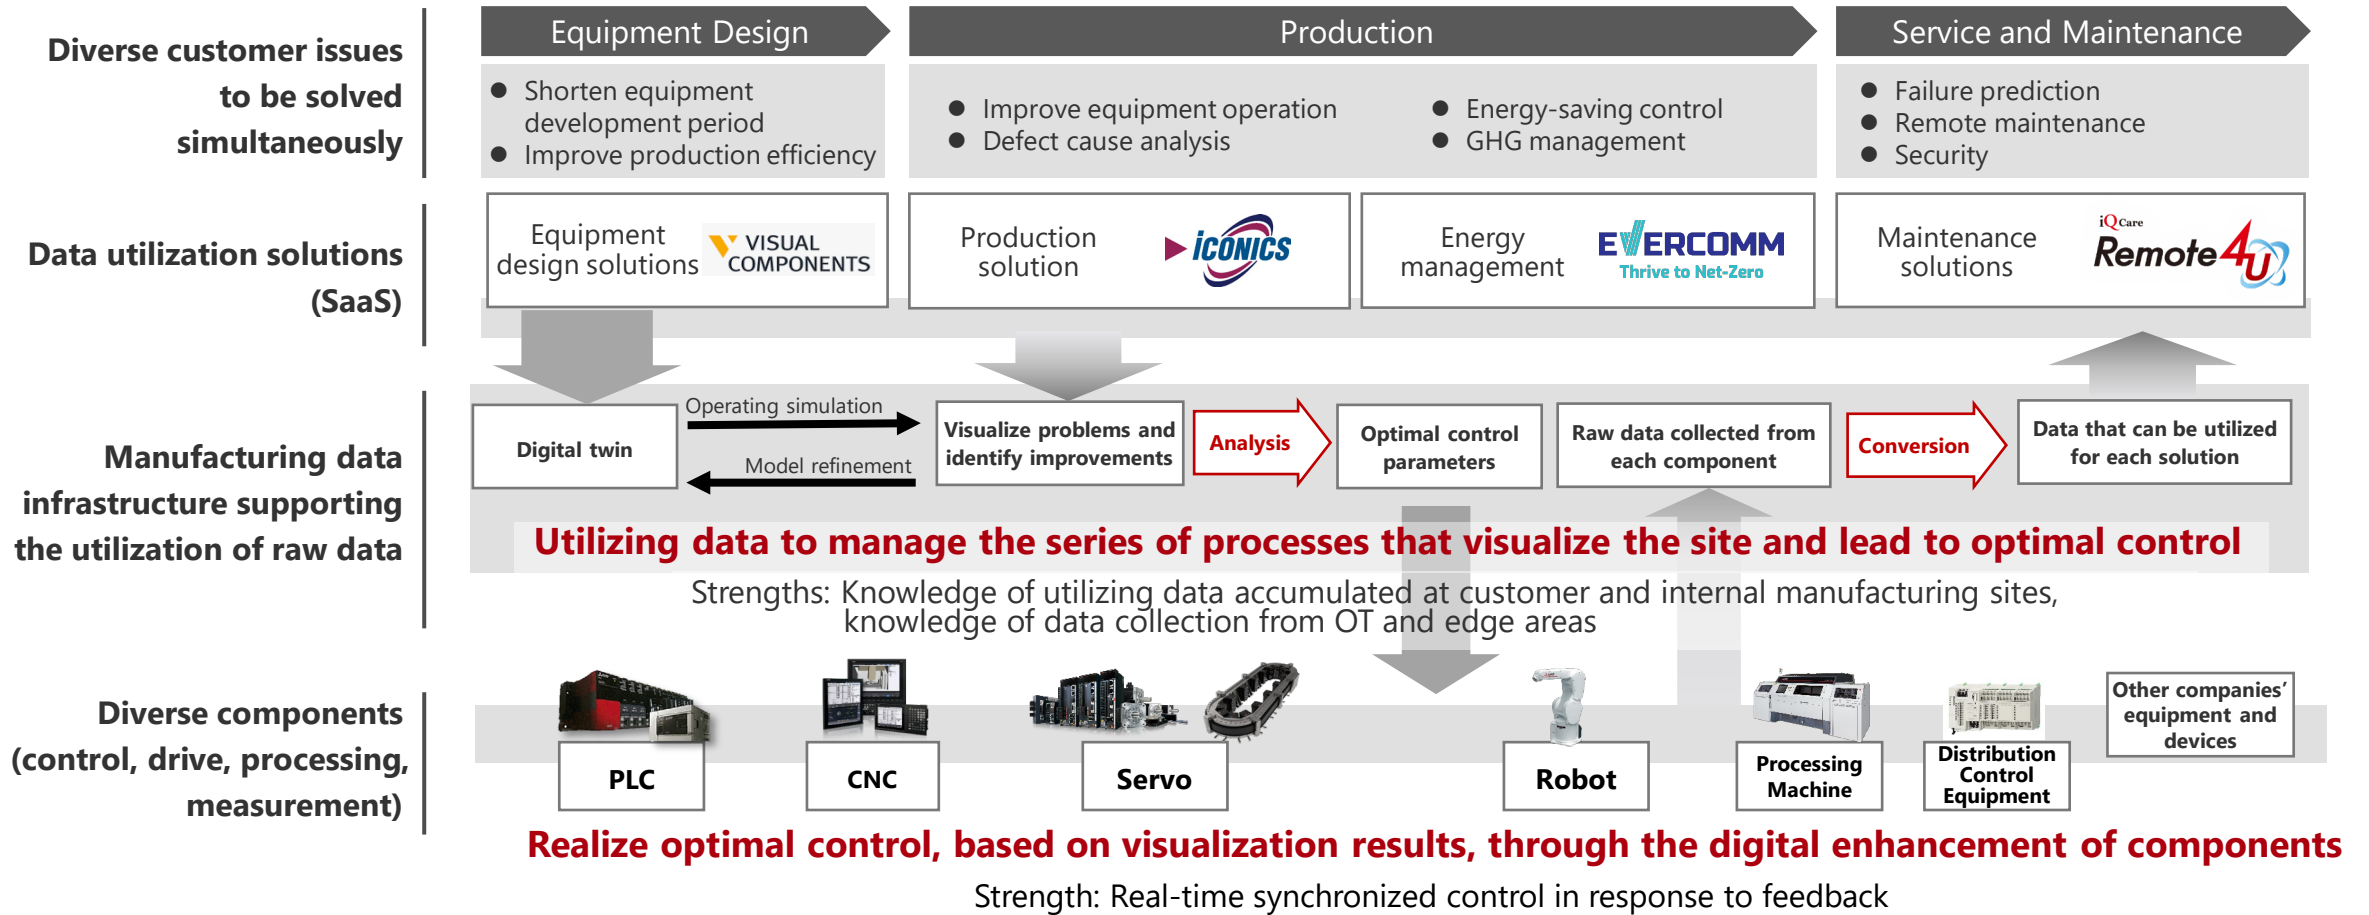 Diverse customer issues
to be solved
simultaneously
Equipment Design
Production
Service and Maintenance
● Shorten equipment
development period
● Improve production efficiency
● Improve equipment operation
● Defect cause analysis
● Energy-saving control
● GHG management
● Failure prediction
● Remote maintenance
● Security
Data utilization solutions
(SaaS)
Equipment
design solutions
VISUAL
COMPONENTS
Production
solution
ICONICS
Energy
management
EVERCOMM
Thrive to Net-Zero
Maintenance
solutions
iQ Care
Remote4U
Manufacturing data
infrastructure supporting
the utilization of raw data
Digital twin
Operating simulation
Model refinement
Visualize problems and
identify improvements
Analysis
Optimal control
parameters
Raw data collected from
each component
Conversion
Data that can be utilized
for each solution
Utilizing data to manage the series of processes that visualize the site and lead to optimal control
Strengths: Knowledge of utilizing data accumulated at customer and internal manufacturing sites,
knowledge of data collection from OT and edge areas
Diverse components
(control, drive, processing,
measurement)
PLC
CNC
Servo
Robot
Processing
Machine
Distribution
Control
Equipment
Other companies’
equipment and
devices
Realize optimal control, based on visualization results, through the digital enhancement of components
Strength: Real-time synchronized control in response to feedback